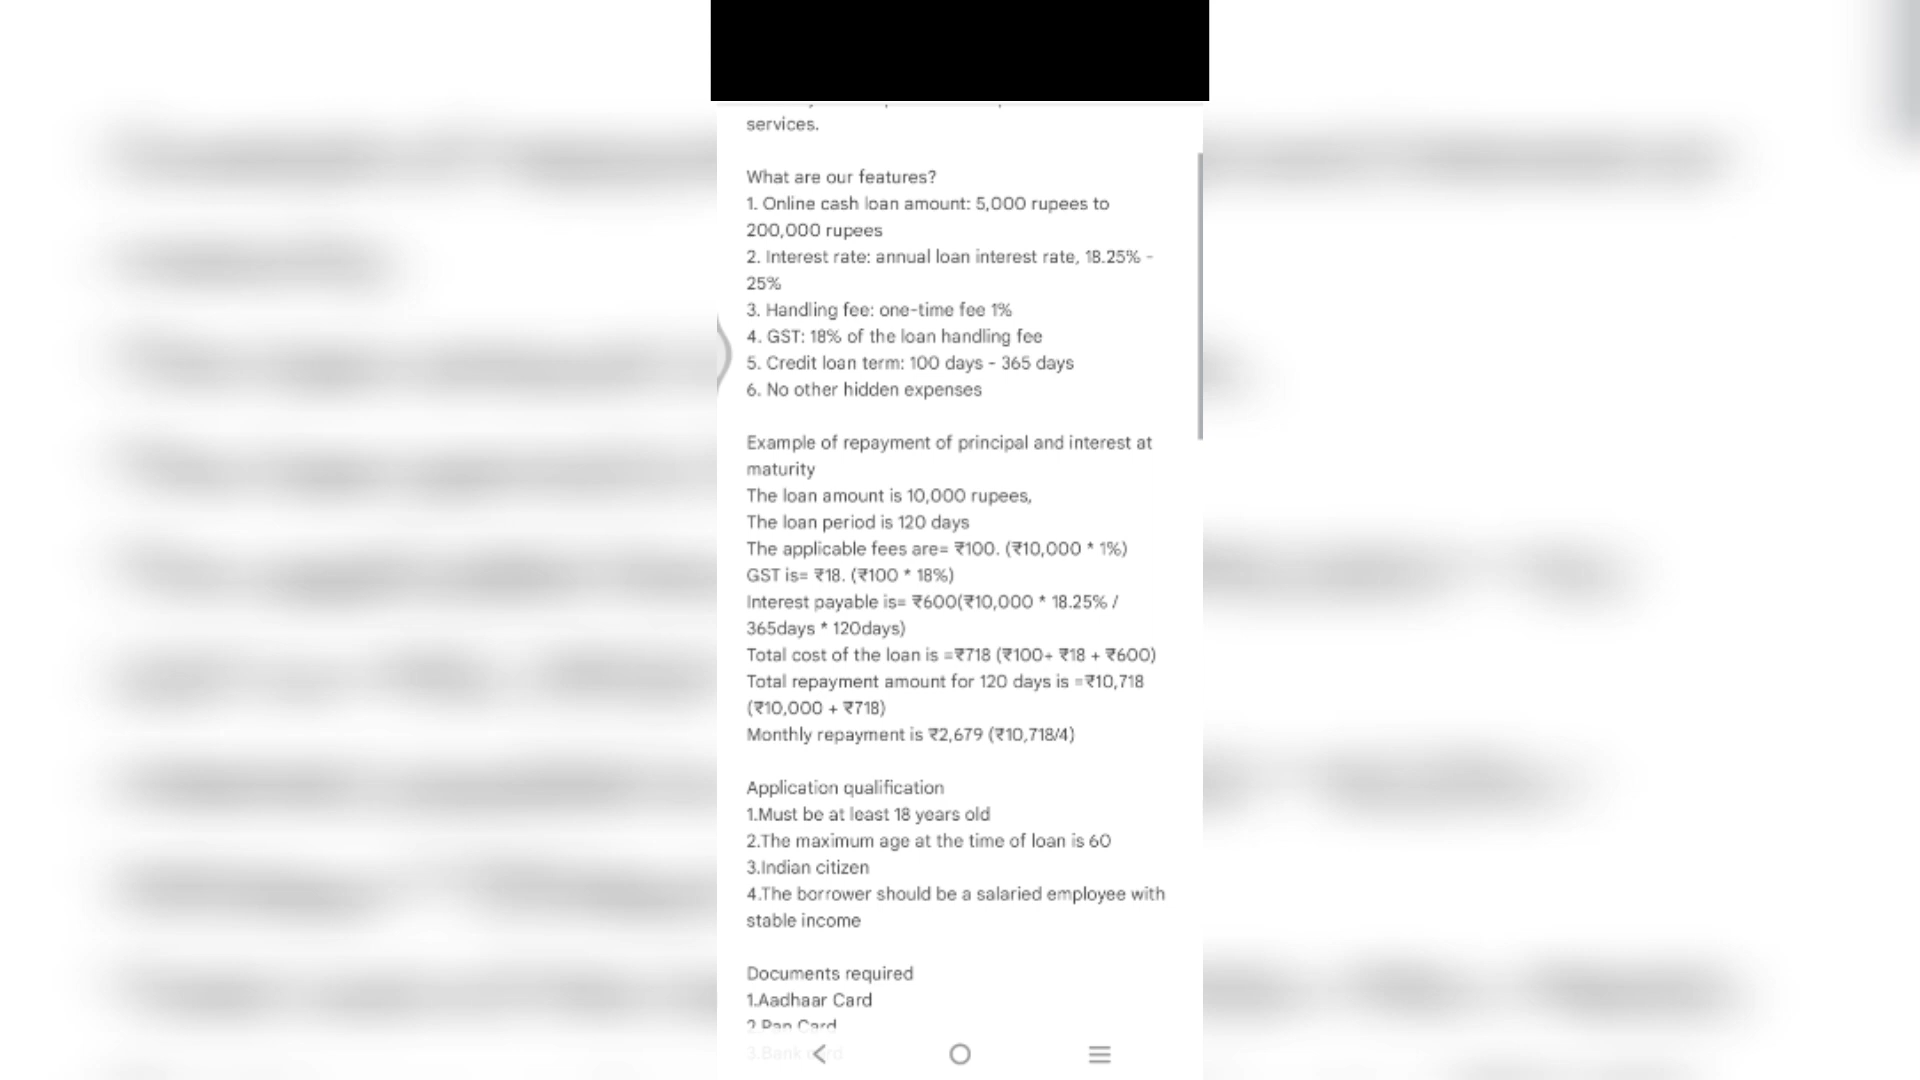 services.
What are our features?
1. Online cash loan amount: 5,000 rupees to
200,000 rupees
2. Interest rate: annual loan interest rate, 18.25% -
25%
3. Handling fee: one-time fee 1%
4. GST: 18% of the loan handling fee
5. Credit loan term: 100 days - 365 days
6. No other hidden expenses
Example of repayment of principal and interest at
maturity
The loan amount is 10,000 rupees,
The loan period is 120 days
The applicable fees are= ₹100. (₹10,000 * 1%)
GST is= ₹18. (₹100 * 18%)
Interest payable is= ₹600(₹10,000 * 18.25% /
365days * 120days)
Total cost of the loan is =₹718 (₹100+ ₹18 + ₹600)
Total repayment amount for 120 days is =₹10,718
(₹10,000 + ₹718)
Monthly repayment is ₹2,679 (₹10,718/4)
Application qualification
1.Must be at least 18 years old
2.The maximum age at the time of loan is 60
3.Indian citizen
4.The borrower should be a salaried employee with
stable income
Documents required
1.Aadhaar Card
2.Pan Card
3.Bank